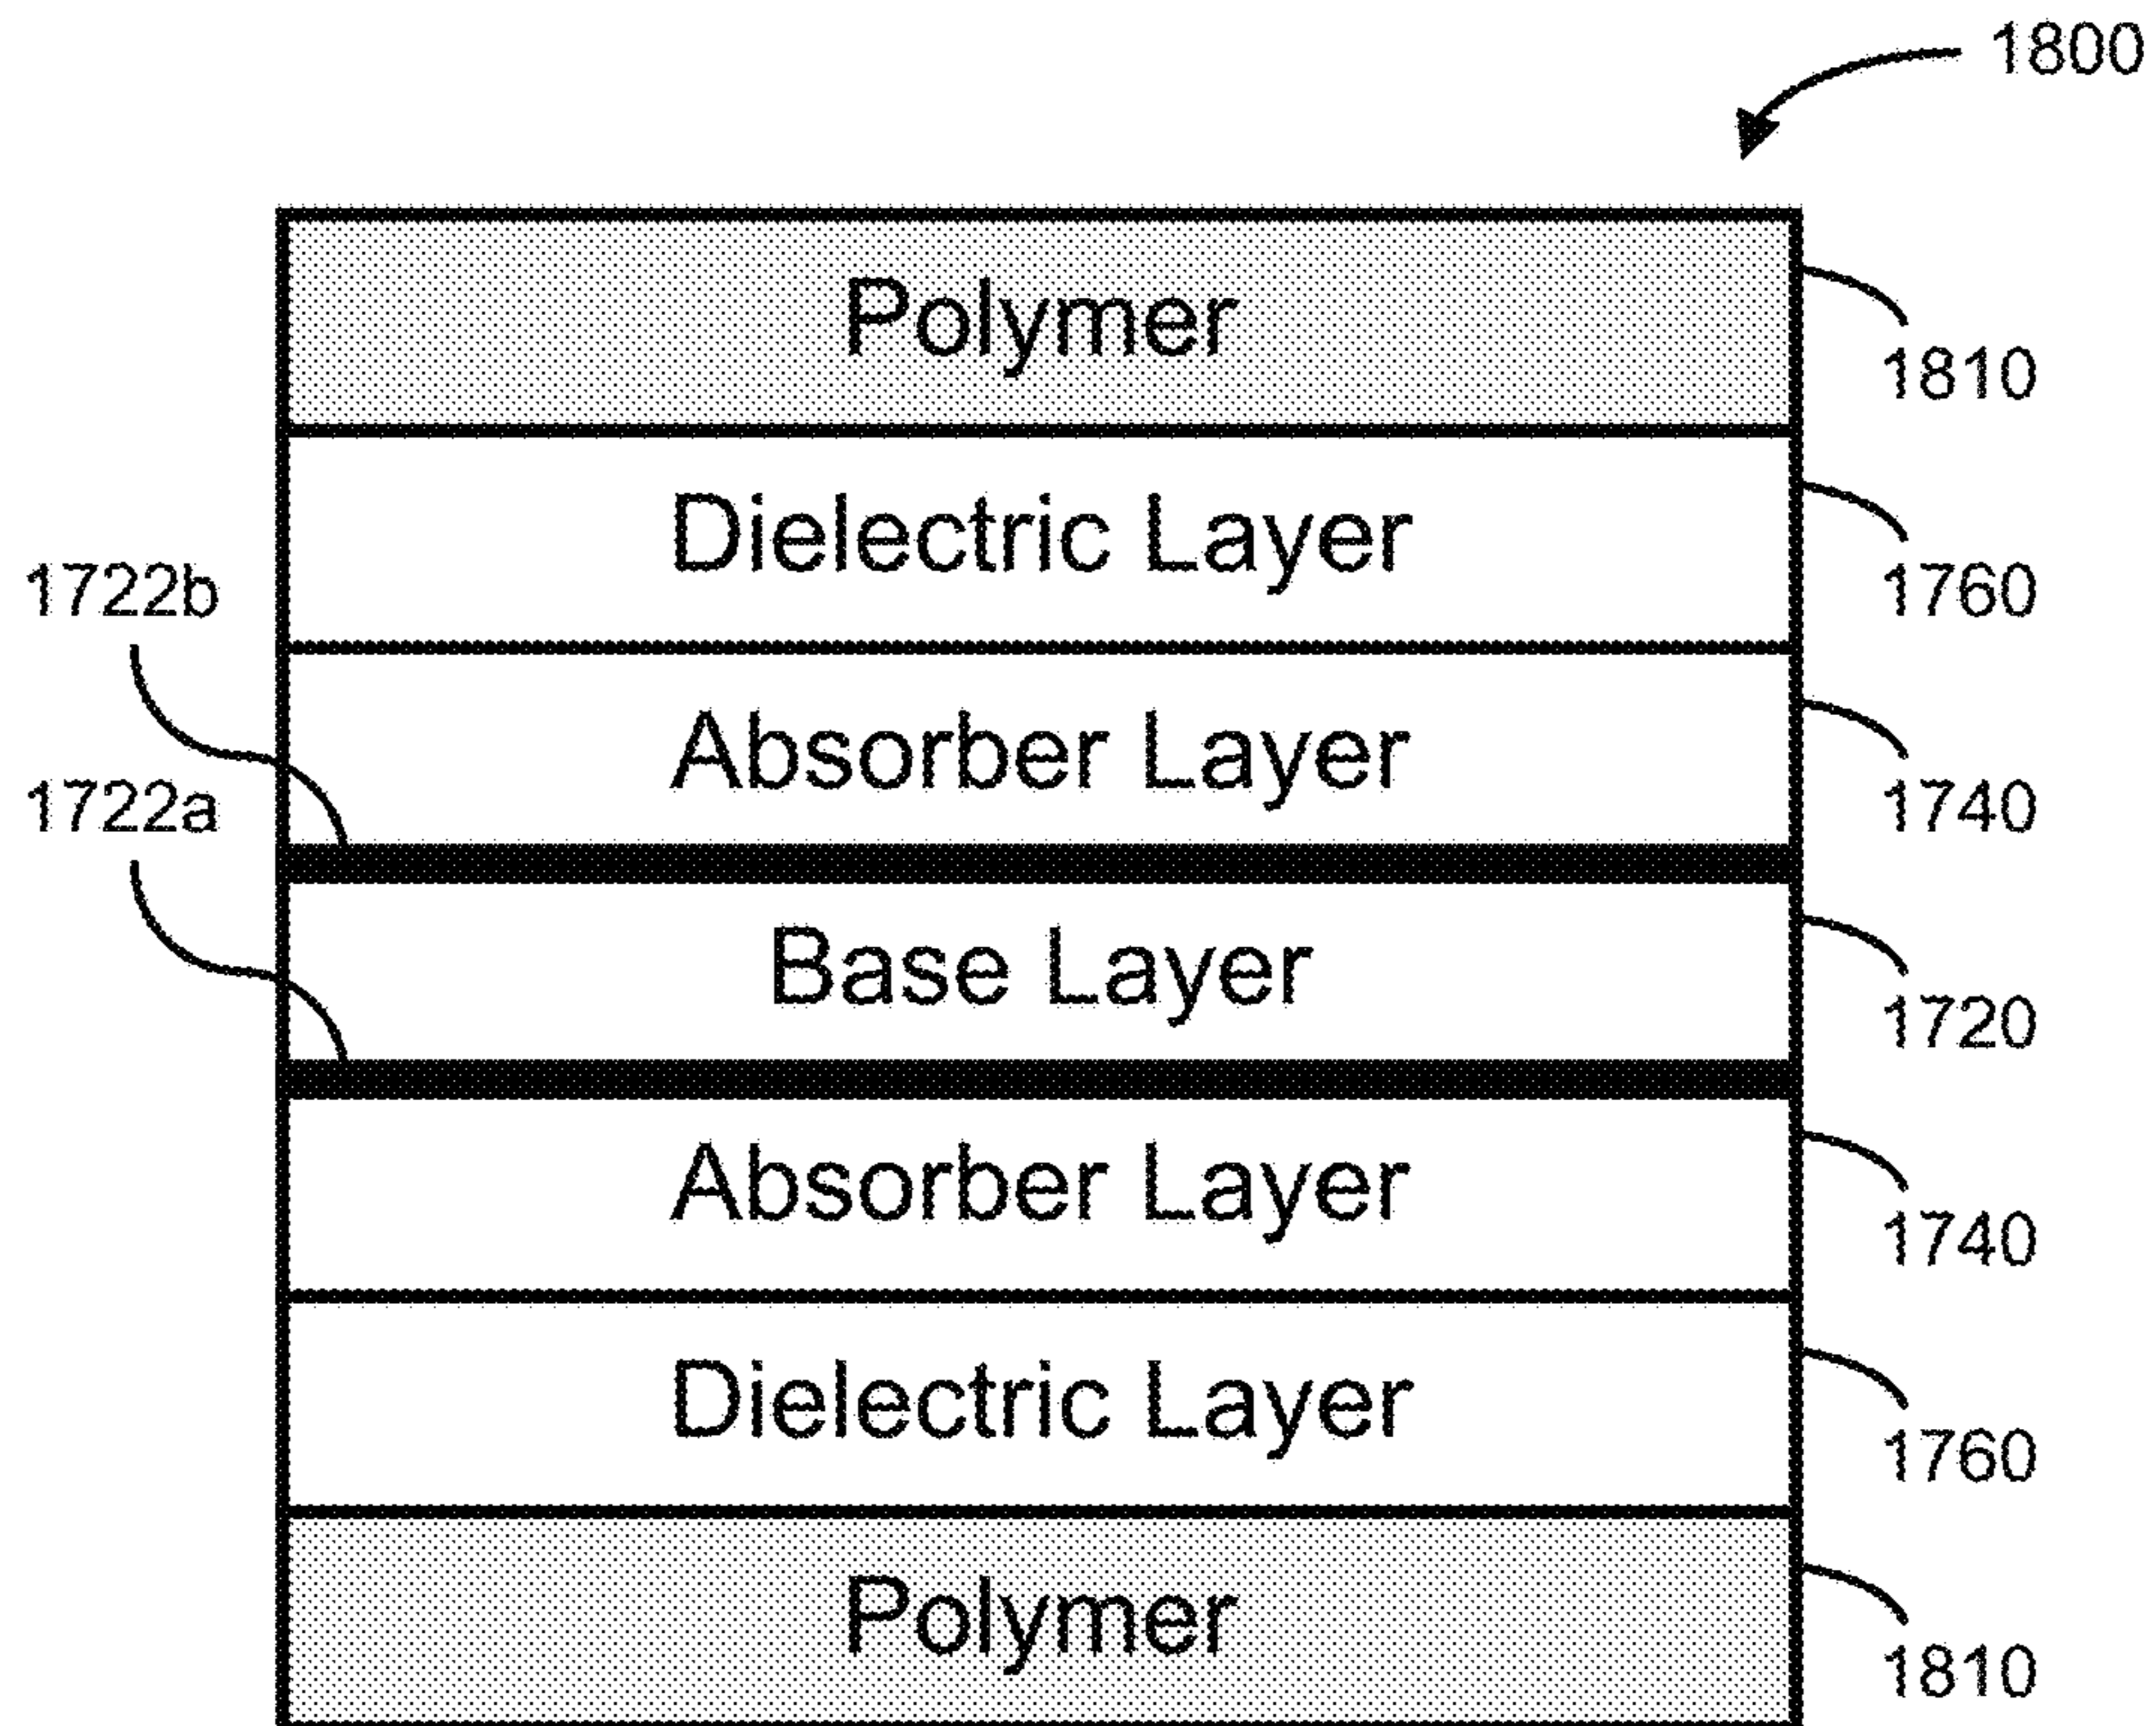 1800
Polymer
1810
Dielectric Layer
1722b
1760
Absorber Layer
1722a
1740
Base Layer
1720
Absorber Layer
1740
Dielectric Layer
1760
Polymer
1810